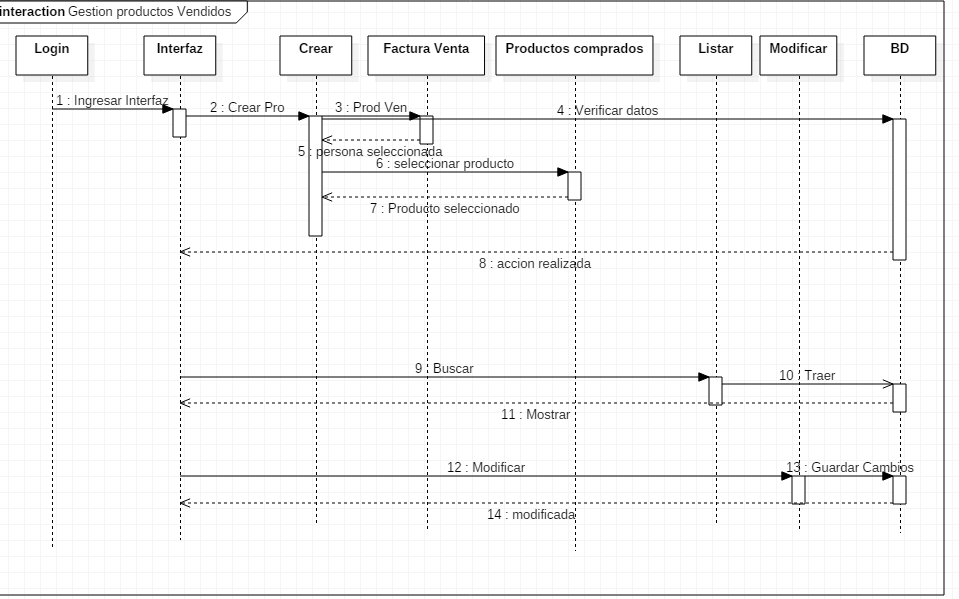 interaction Gestion productos Vendidos
Login
Interfaz
Crear
Factura Venta
Productos comprados
Listar
Modificar
BD
1 : Ingresar Interfaz
2 : Crear Pro
3 : Prod Ven
4 : Verificar datos
5 : persona seleccionada
6 : seleccionar producto
7 : Producto seleccionado
8 : accion realizada
9 : Buscar
10 : Traer
11 : Mostrar
12 : Modificar
13 : Guardar Cambios
14 : modificada